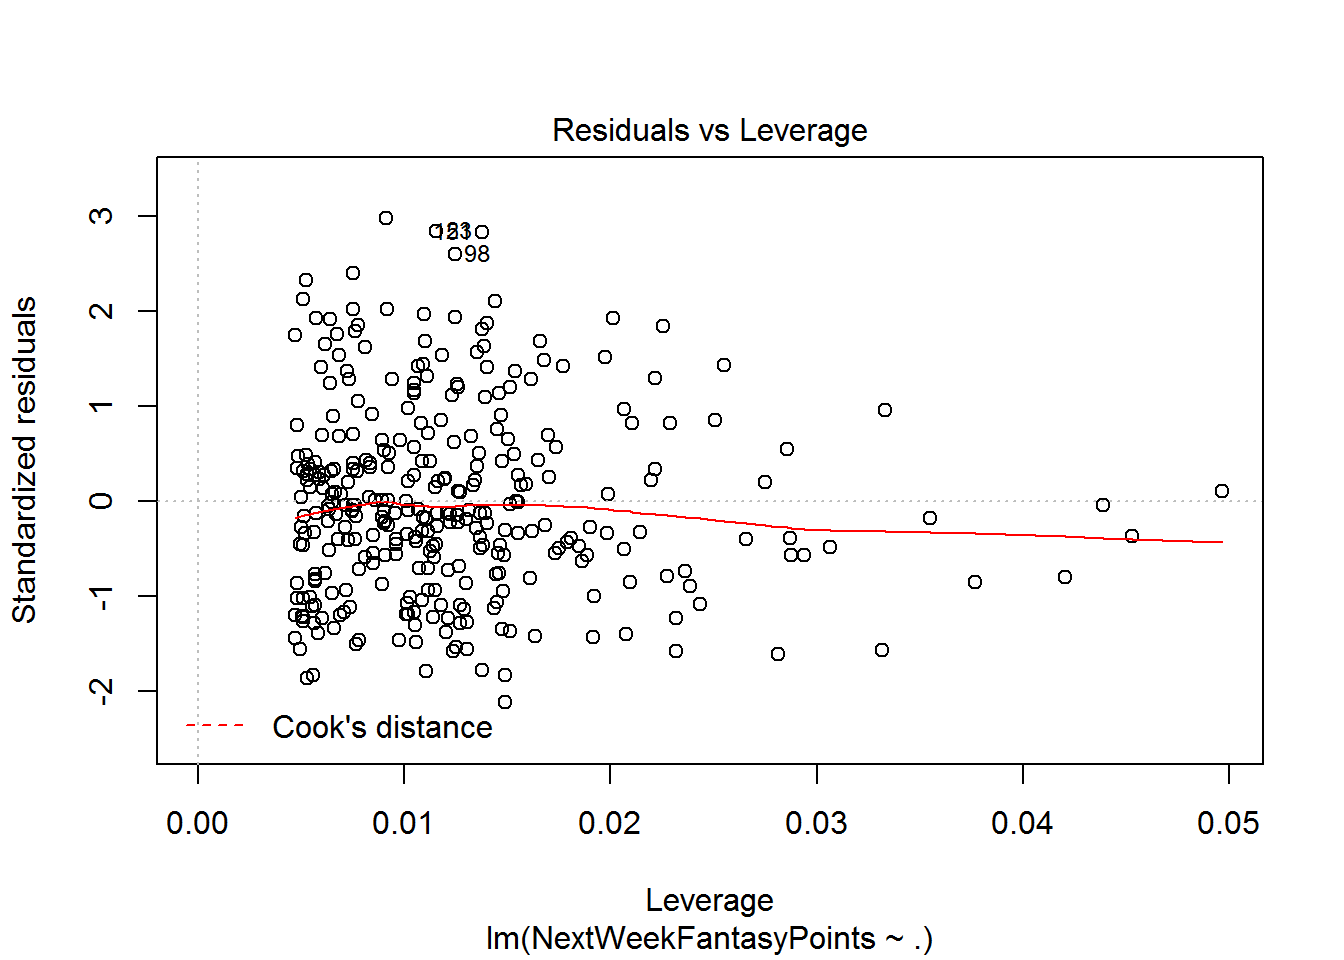 Residuals vs Leverage
3
2
1
0
-1
-2
Standardized residuals
98
Cook's distance
0.00 0.01 0.02 0.03 0.04 0.05
Leverage
lm(NextWeekFantasyPoints ~ .)